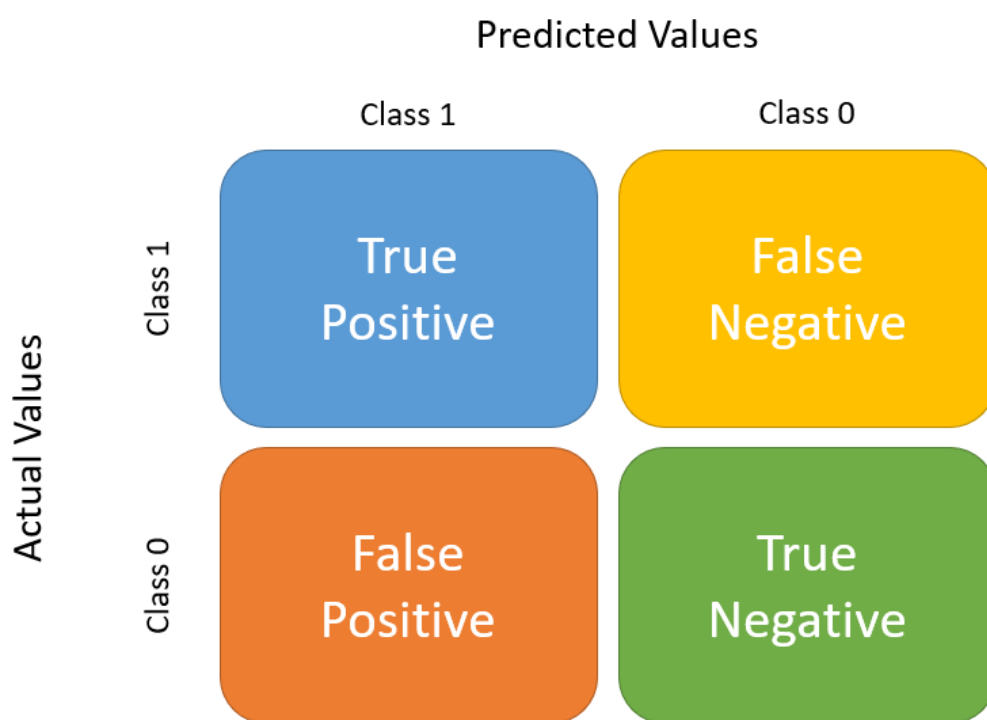 Predicted Values
Class 1
Class 0
Class 1
True
Positive
False
Negative
Actual Values
Class 0
False
Positive
True
Negative